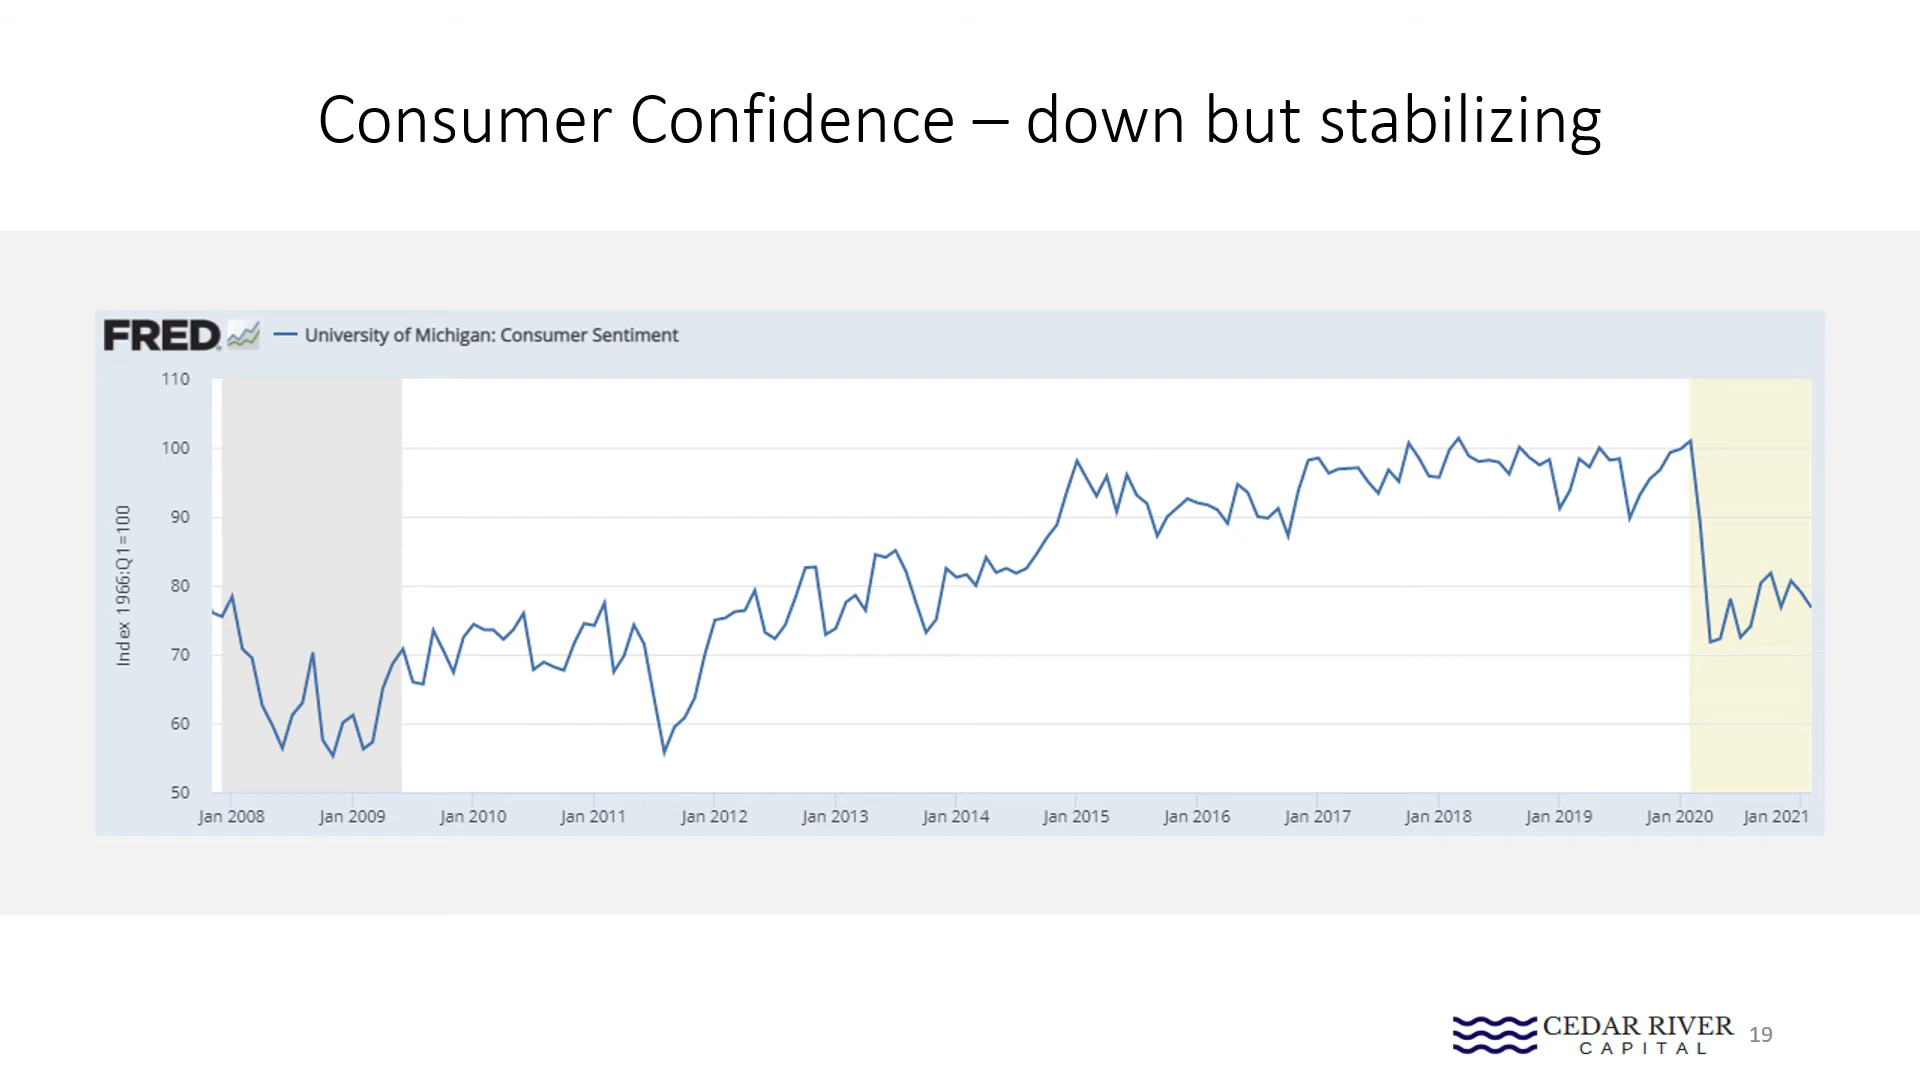 Consumer Confidence – down but stabilizing
FRED
University of Michigan: Consumer Sentiment
110
100
90
80
70
60
50
Index 1966:Q1=100
Jan 2008
Jan 2009
Jan 2010
Jan 2011
Jan 2012
Jan 2013
Jan 2014
Jan 2015
Jan 2016
Jan 2017
Jan 2018
Jan 2019
Jan 2020
Jan 2021
CEDAR RIVER
CAPITAL
19